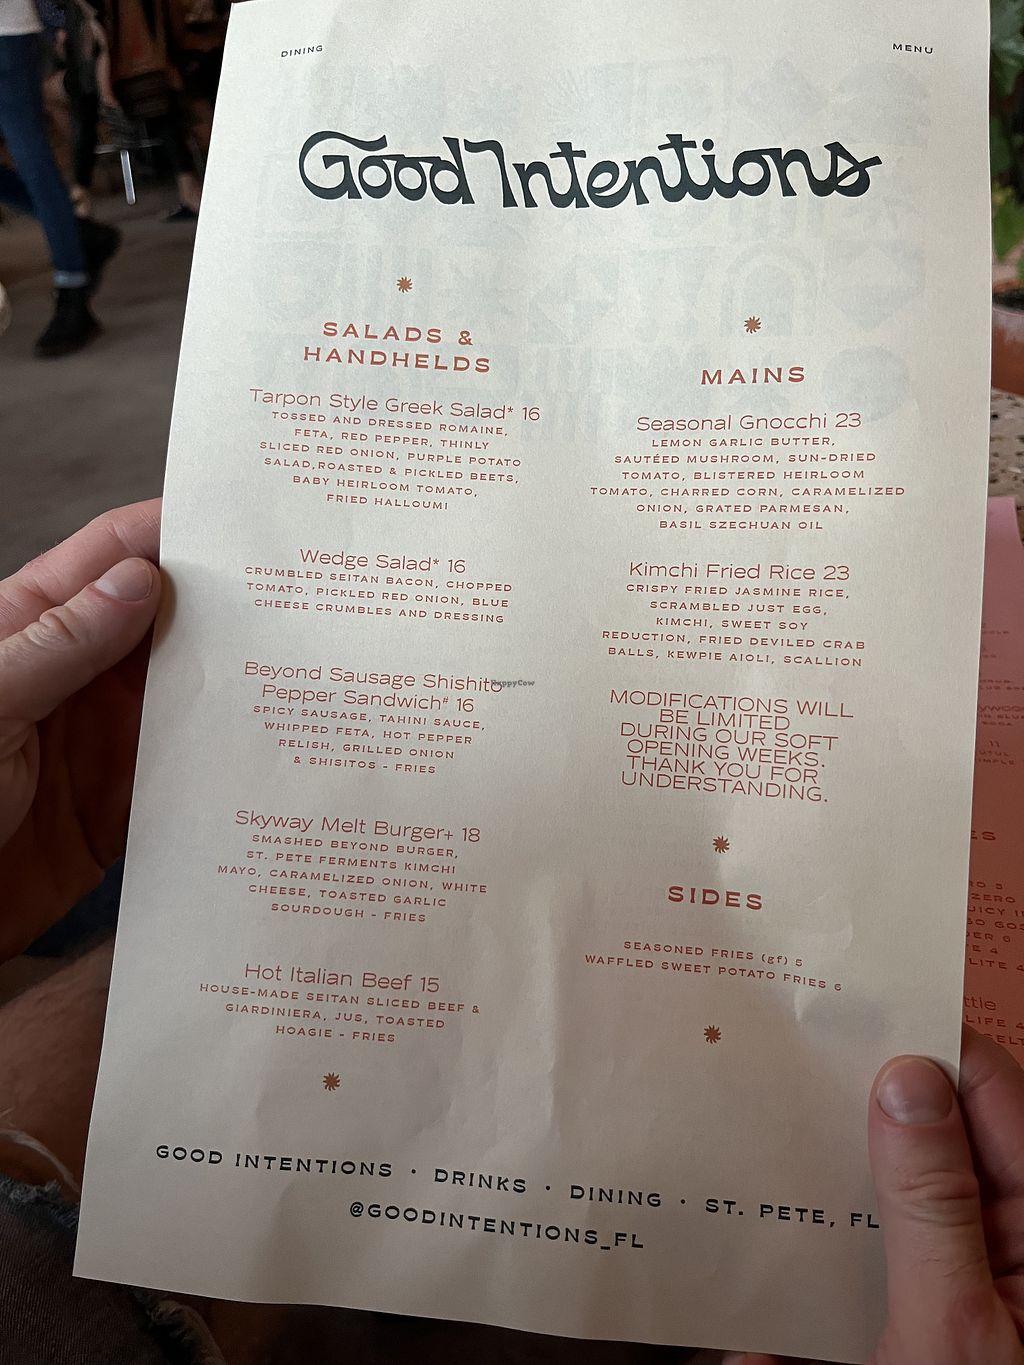 DINING
MENU
Good Intentions
SALADS &
HANDHELDS
Tarpon Style Greek Salad* 16
TOSSED AND DRESSED ROMAINE,
FETA, RED PEPPER, THINLY
SLICED RED ONION, PURPLE POTATO
SALAD,ROASTED & PICKLED BEETS,
BABY HEIRLOOM TOMATO,
FRIED HALLOUMI
Wedge Salad* 16
CRUMBLED SEITAN BACON, CHOPPED
TOMATO, PICKLED RED ONION, BLUE
CHEESE CRUMBLES AND DRESSING
Beyond Sausage Shishito
Pepper Sandwich# 16
SPICY SAUSAGE, TAHINI SAUCE,
WHIPPED FETA, HOT PEPPER
RELISH, GRILLED ONION
& SHISITOS - FRIES
Skyway Melt Burger+ 18
SMASHED BEYOND BURGER,
ST. PETE FERMENTS KIMCHI
MAYO, CARAMELIZED ONION, WHITE
CHEESE, TOASTED GARLIC
SOURDOUGH - FRIES
Hot Italian Beef 15
HOUSE-MADE SEITAN SLICED BEEF &
GIARDINIERA, JUS, TOASTED
HOAGIE - FRIES
MAINS
Seasonal Gnocchi 23
LEMON GARLIC BUTTER,
SAUTÉED MUSHROOM, SUN-DRIED
TOMATO, BLISTERED HEIRLOOM
TOMATO, CHARRED CORN, CARAMELIZED
ONION, GRATED PARMESAN,
BASIL SZECHUAN OIL
Kimchi Fried Rice 23
CRISPY FRIED JASMINE RICE,
SCRAMBLED JUST EGG,
KIMCHI, SWEET SOY
REDUCTION, FRIED DEVILED CRAB
BALLS, KEWPIE AIOLI, SCALLION
MODIFICATIONS WILL
BE LIMITED
DURING OUR SOFT
OPENING WEEKS.
THANK YOU FOR
UNDERSTANDING.
SIDES
SEASONED FRIES (gf) 5
WAFFLED SWEET POTATO FRIES 6
GOOD INTENTIONS · DRINKS · DINING · ST. PETE, FL
@GOODINTENTIONS_FL
HappyCow